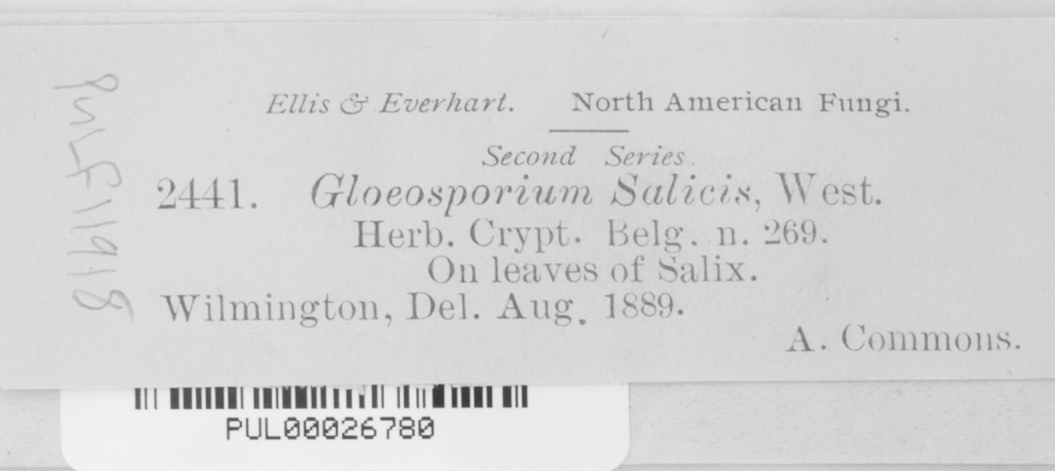 Ellis & Everhart. North American Fungi.
Second Series.
2441. Gloeosporium Salicis, West.
Herb. Crypt. Belg. n. 269.
On leaves of Salix.
Wilmington, Del. Aug. 1889.
A. Commons.
PUL F11918
PUL00026780